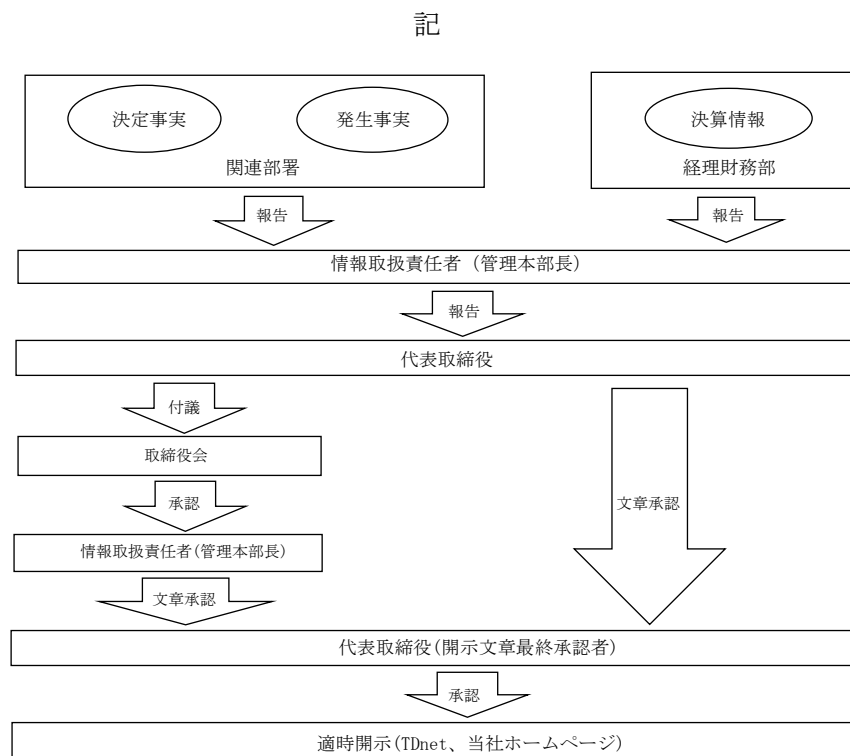 記
決定事実
発生事実
関連部署
決算情報
経理財務部
報告
報告
情報取扱責任者（管理本部長）
報告
代表取締役
付議
取締役会
承認
情報取扱責任者(管理本部長)
文章承認
文章承認
代表取締役(開示文章最終承認者)
承認
適時開示(TDnet、当社ホームページ)